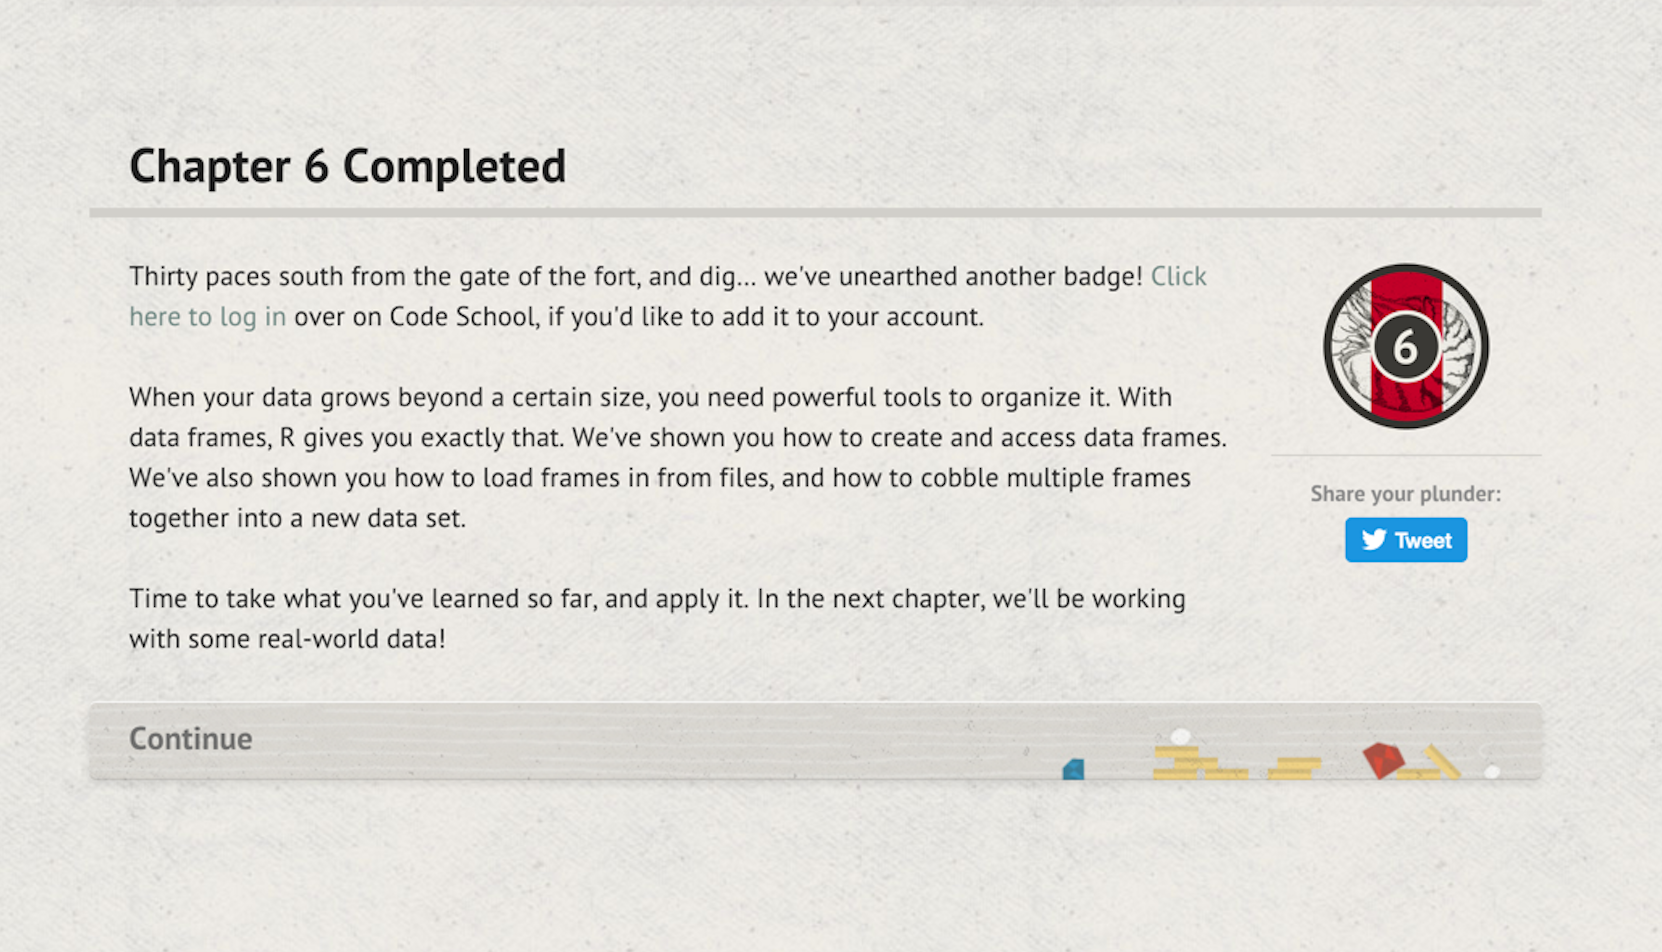 Chapter 6 Completed
Thirty paces south from the gate of the fort, and dig... we've unearthed another badge! Click
here to log in over on Code School, if you'd like to add it to your account.
6
When your data grows beyond a certain size, you need powerful tools to organize it. With
data frames, R gives you exactly that. We've shown you how to create and access data frames.
We've also shown you how to load frames in from files, and how to cobble multiple frames
together into a new data set.
Share your plunder:
Tweet
Time to take what you've learned so far, and apply it. In the next chapter, we'll be working
with some real-world data!
Continue